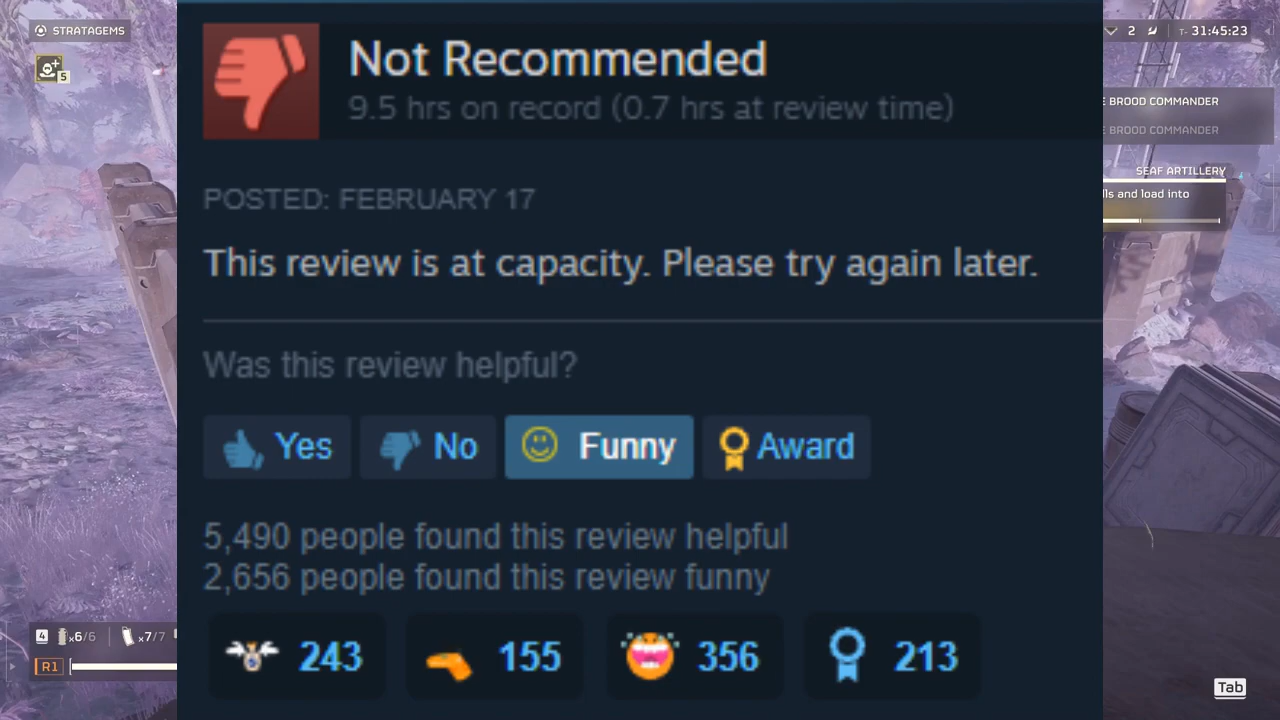 STRATAGEMS
5
Not Recommended
9.5 hrs on record (0.7 hrs at review time)
2
T- 31:45:23
E BROOD COMMANDER
E BROOD COMMANDER
SEAF ARTILLERY
lls and load into
POSTED: FEBRUARY 17
This review is at capacity. Please try again later.
Was this review helpful?
Yes No Funny Award
5,490 people found this review helpful
2,656 people found this review funny
243 155 356 213
4 x6/6 x7/7
R1
Tab